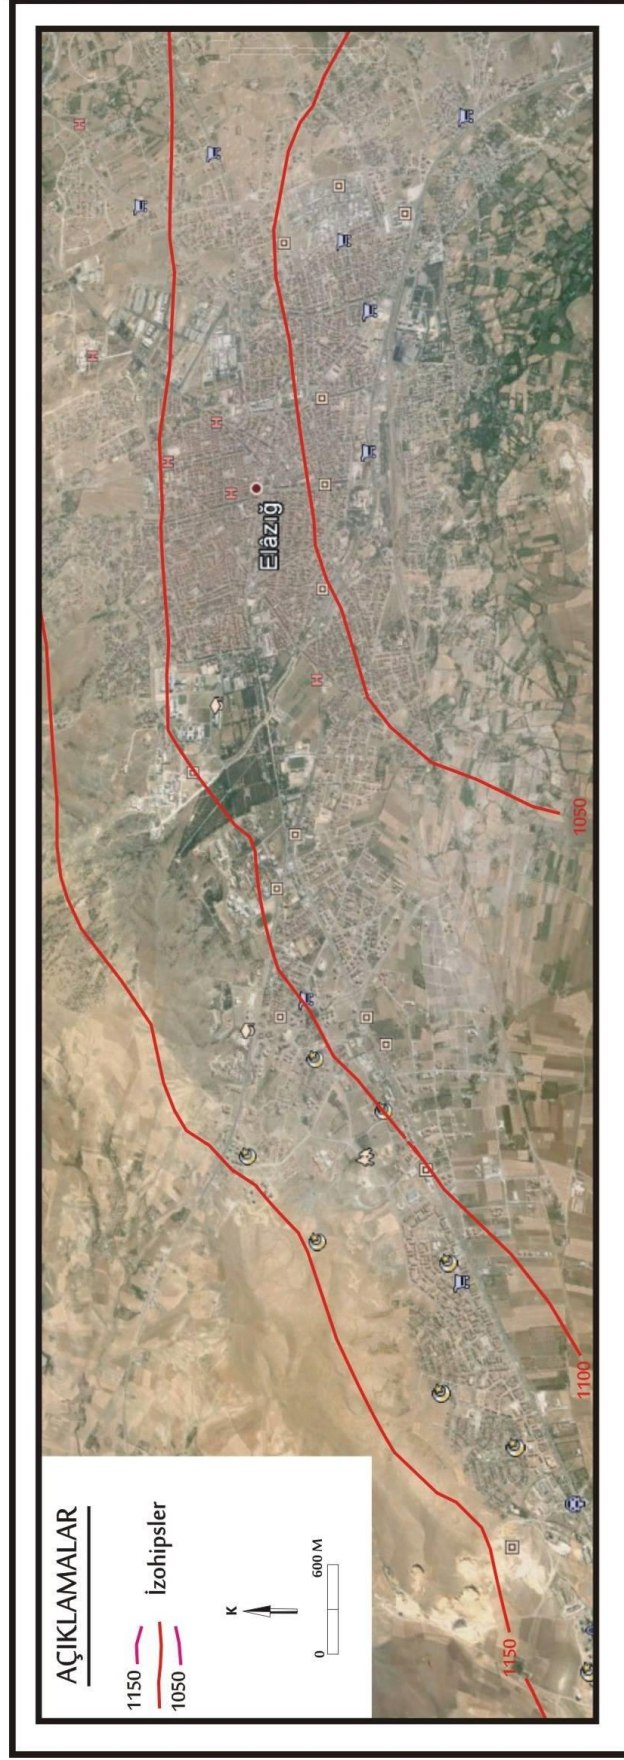 AÇIKLAMALAR
1150
İzohipsler
1050
K
0
600 M
Elâzığ
1150
1100
1050
H
H
H
H
H
H